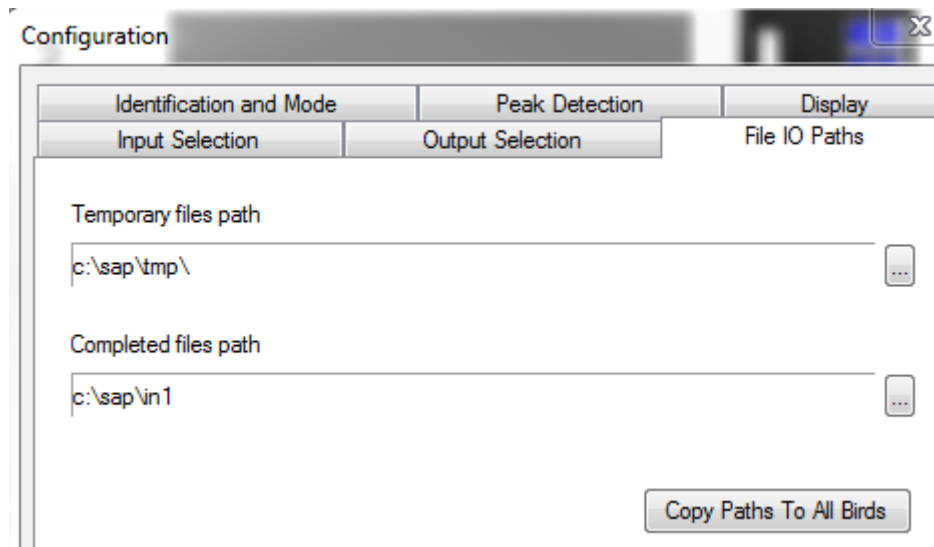 Configuration
Identification and Mode Peak Detection Display
Input Selection Output Selection File IO Paths
Temporary files path
c:\sap\tmp\
...
Completed files path
c:\sap\in1
...
Copy Paths To All Birds